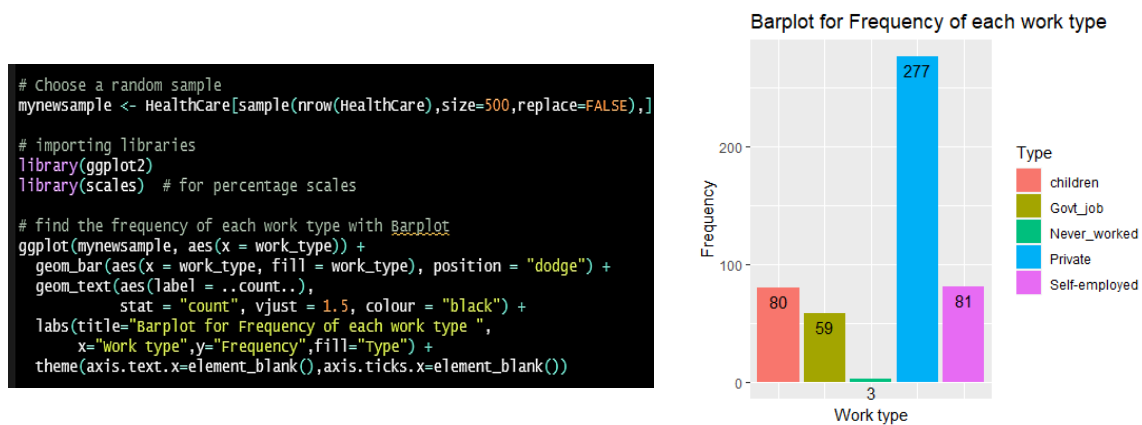 # Choose a random sample
mynewsample <- HealthCare[sample(nrow(HealthCare),size=500,replace=FALSE),]
# importing libraries
library(ggplot2)
library(scales)  # for percentage scales
# find the frequency of each work type with Barplot
ggplot(mynewsample, aes(x = work_type)) +
  geom_bar(aes(x = work_type, fill = work_type), position = "dodge") +
  geom_text(aes(label = ..count..),
            stat = "count", vjust = 1.5, colour = "black") +
  labs(title="Barplot for Frequency of each work type ",
       x="Work type",y="Frequency",fill="Type") +
  theme(axis.text.x=element_blank(),axis.ticks.x=element_blank())
Barplot for Frequency of each work type
Frequency
200
100
0
80
59
3
277
81
Work type
Type
children
Govt_job
Never_worked
Private
Self-employed